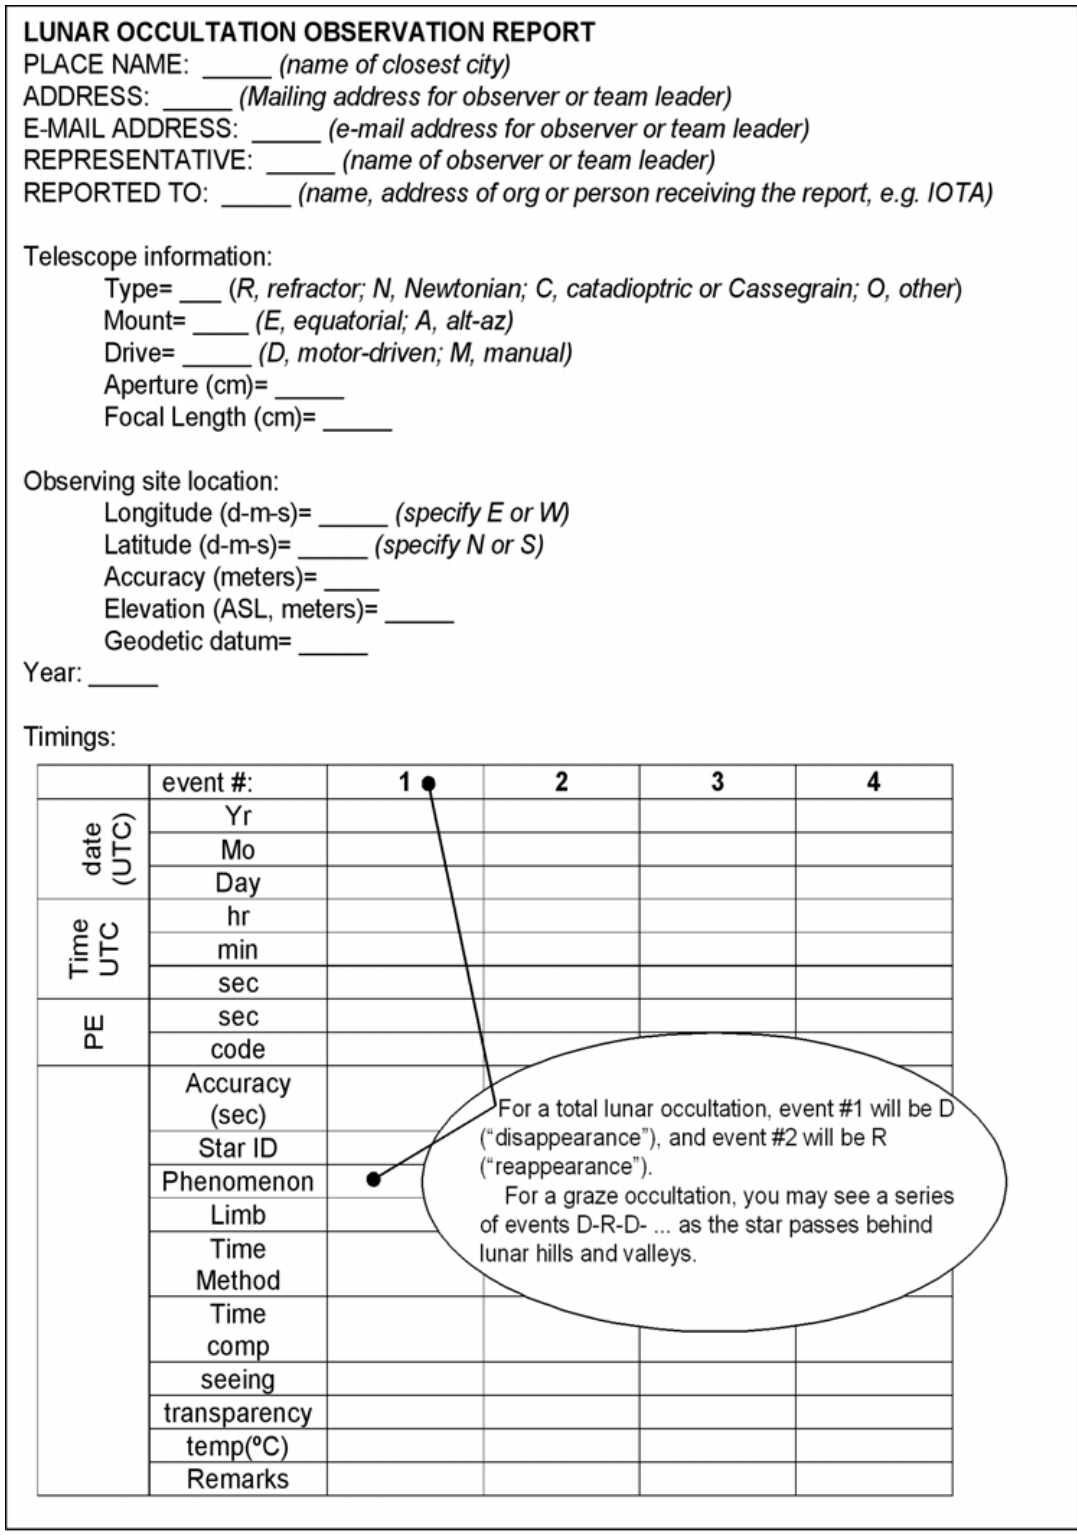 LUNAR OCCULTATION OBSERVATION REPORT
PLACE NAME: _____ (name of closest city)
ADDRESS: _____ (Mailing address for observer or team leader)
E-MAIL ADDRESS: _____ (e-mail address for observer or team leader)
REPRESENTATIVE: _____ (name of observer or team leader)
REPORTED TO: _____ (name, address of org or person receiving the report, e.g. IOTA)
Telescope information:
Type= ___ (R, refractor; N, Newtonian; C, catadioptric or Cassegrain; O, other)
Mount= ____ (E, equatorial; A, alt-az)
Drive= _____ (D, motor-driven; M, manual)
Aperture (cm)= _____
Focal Length (cm)= _____
Observing site location:
Longitude (d-m-s)= _____ (specify E or W)
Latitude (d-m-s)= _____ (specify N or S)
Accuracy (meters)= ____
Elevation (ASL, meters)= _____
Geodetic datum= _____
Year: _____
Timings:
event #: 1 2 3 4
date
(UTC)
Yr
Mo
Day
Time
UTC
hr
min
sec
PE
sec
code
Accuracy
(sec)
Star ID
Phenomenon
Limb
Time
Method
Time
comp
seeing
transparency
temp(ºC)
Remarks
For a total lunar occultation, event #1 will be D
("disappearance"), and event #2 will be R
("reappearance").
For a graze occultation, you may see a series
of events D-R-D- ... as the star passes behind
lunar hills and valleys.